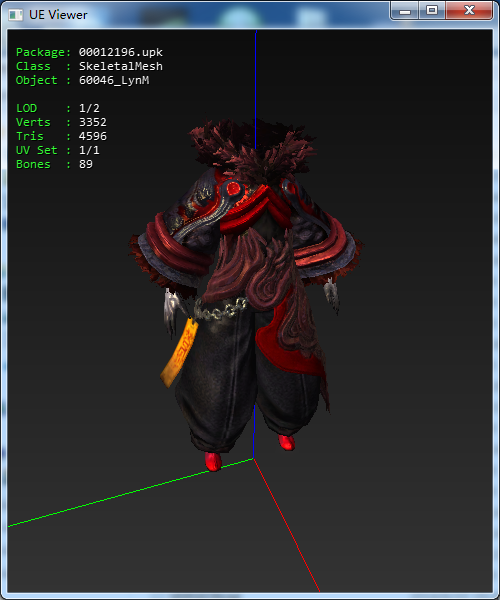 UE Viewer
Package: 00012196.upk
Class  : SkeletalMesh
Object : 60046_LynM
LOD    : 1/2
Verts  : 3352
Tris   : 4596
UV Set : 1/1
Bones  : 89